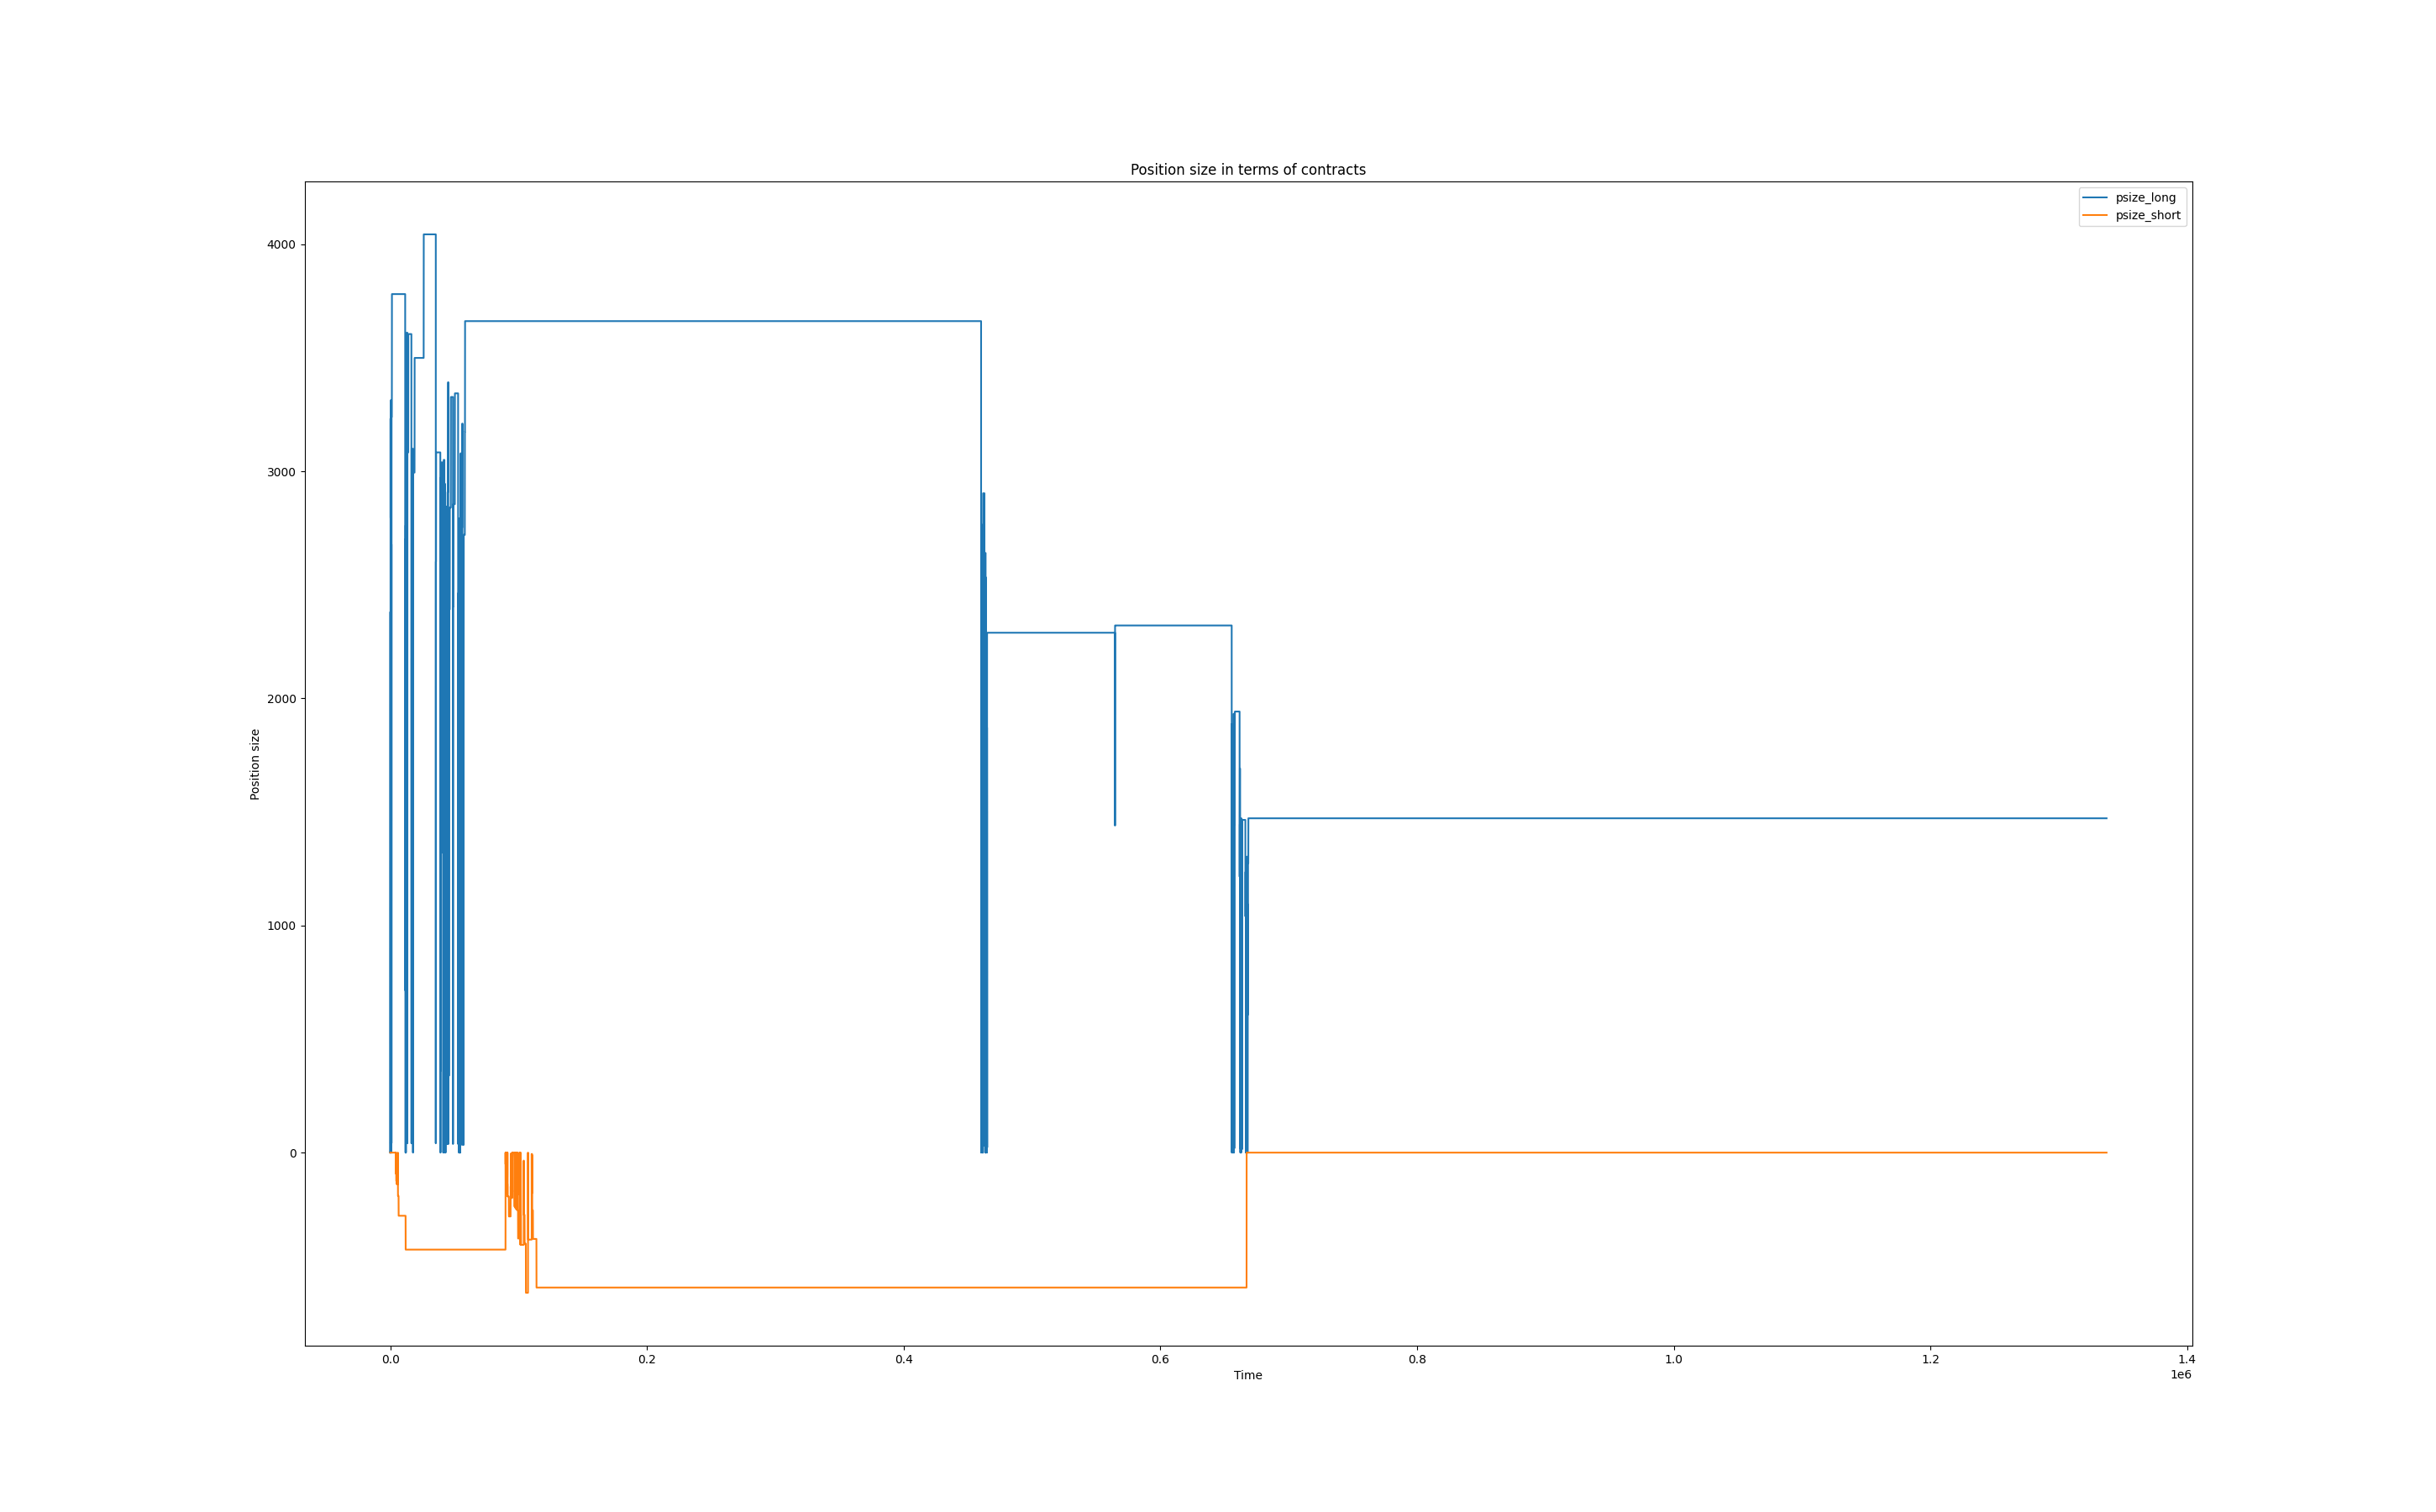 Position size in terms of contracts
psize_long
psize_short
4000
3000
2000
1000
0
Position size
0.0 0.2 0.4 0.6 0.8 1.0 1.2 1.4
Time
1e6